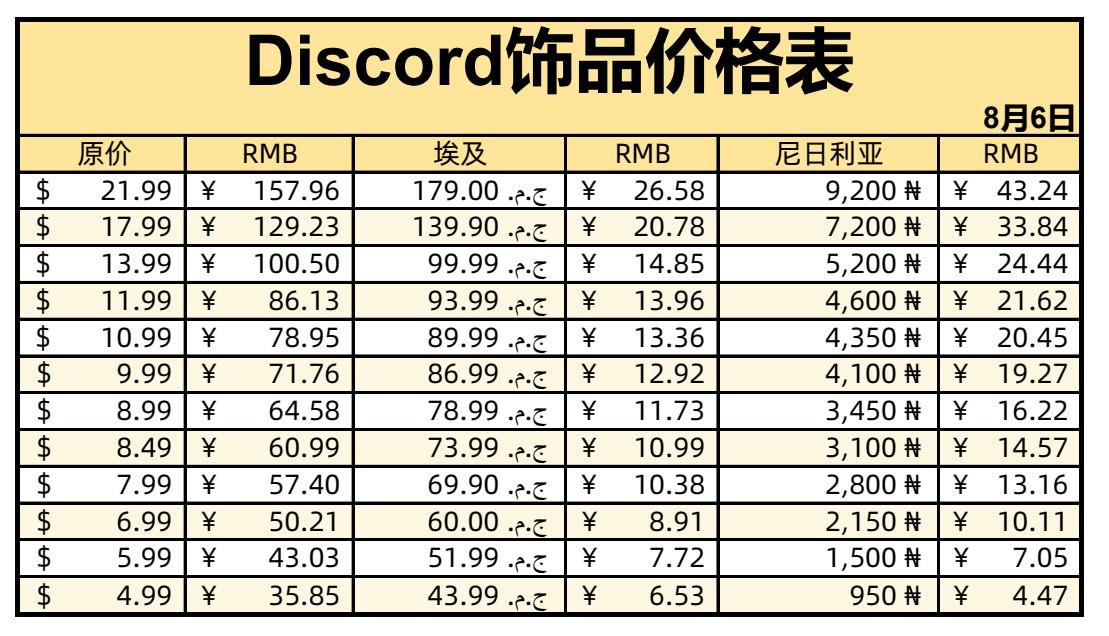 Discord饰品价格表
8月6日
原价 RMB 埃及 RMB 尼日利亚 RMB
$ 21.99 ¥ 157.96 179.00 ج.م. ¥ 26.58 9,200 ₦ ¥ 43.24
$ 17.99 ¥ 129.23 139.90 ج.م. ¥ 20.78 7,200 ₦ ¥ 33.84
$ 13.99 ¥ 100.50 99.99 ج.م. ¥ 14.85 5,200 ₦ ¥ 24.44
$ 11.99 ¥ 86.13 93.99 ج.م. ¥ 13.96 4,600 ₦ ¥ 21.62
$ 10.99 ¥ 78.95 89.99 ج.م. ¥ 13.36 4,350 ₦ ¥ 20.45
$ 9.99 ¥ 71.76 86.99 ج.م. ¥ 12.92 4,100 ₦ ¥ 19.27
$ 8.99 ¥ 64.58 78.99 ج.م. ¥ 11.73 3,450 ₦ ¥ 16.22
$ 8.49 ¥ 60.99 73.99 ج.م. ¥ 10.99 3,100 ₦ ¥ 14.57
$ 7.99 ¥ 57.40 69.90 ج.م. ¥ 10.38 2,800 ₦ ¥ 13.16
$ 6.99 ¥ 50.21 60.00 ج.م. ¥ 8.91 2,150 ₦ ¥ 10.11
$ 5.99 ¥ 43.03 51.99 ج.م. ¥ 7.72 1,500 ₦ ¥ 7.05
$ 4.99 ¥ 35.85 43.99 ج.م. ¥ 6.53 950 ₦ ¥ 4.47